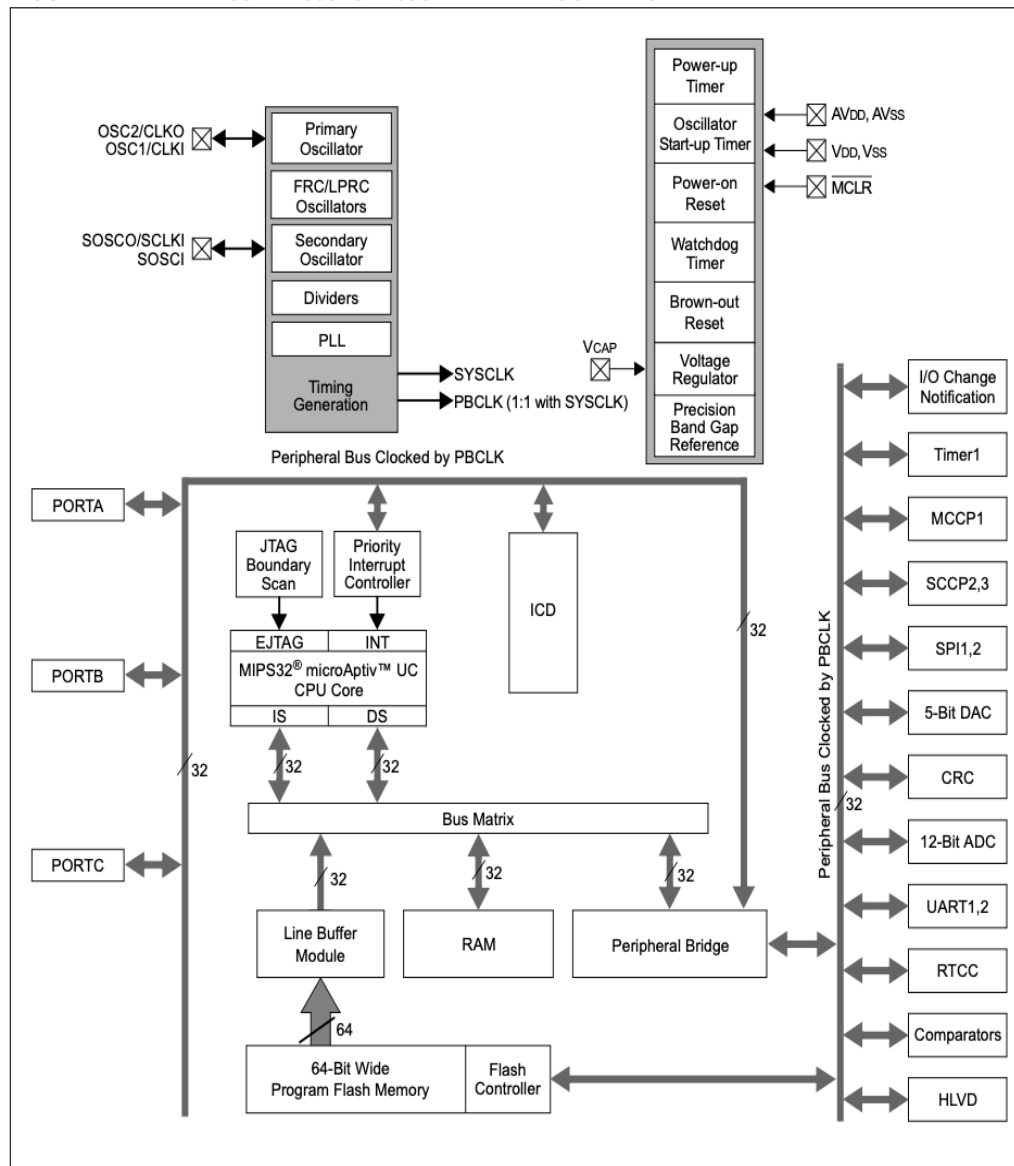 OSC2/CLKO
OSC1/CLKI
Primary
Oscillator
FRC/LPRC
Oscillators
SOSCO/SCLKI
SOSCI
Secondary
Oscillator
Dividers
PLL
Timing
Generation
SYSCLK
PBCLK (1:1 with SYSCLK)
Power-up
Timer
Oscillator
Start-up Timer
Power-on
Reset
Watchdog
Timer
Brown-out
Reset
Voltage
Regulator
Precision
Band Gap
Reference
AVDD, AVSS
VDD, VSS
MCLR
VCAP
Peripheral Bus Clocked by PBCLK
PORTA
PORTB
PORTC
32
JTAG
Boundary
Scan
Priority
Interrupt
Controller
ICD
32
EJTAG
INT
MIPS32® microAptiv™ UC
CPU Core
IS
DS
32
32
Bus Matrix
32
32
32
Line Buffer
Module
RAM
Peripheral Bridge
64
64-Bit Wide
Program Flash Memory
Flash
Controller
Peripheral Bus Clocked by PBCLK
32
I/O Change
Notification
Timer1
MCCP1
SCCP2,3
SPI1,2
5-Bit DAC
CRC
12-Bit ADC
UART1,2
RTCC
Comparators
HLVD